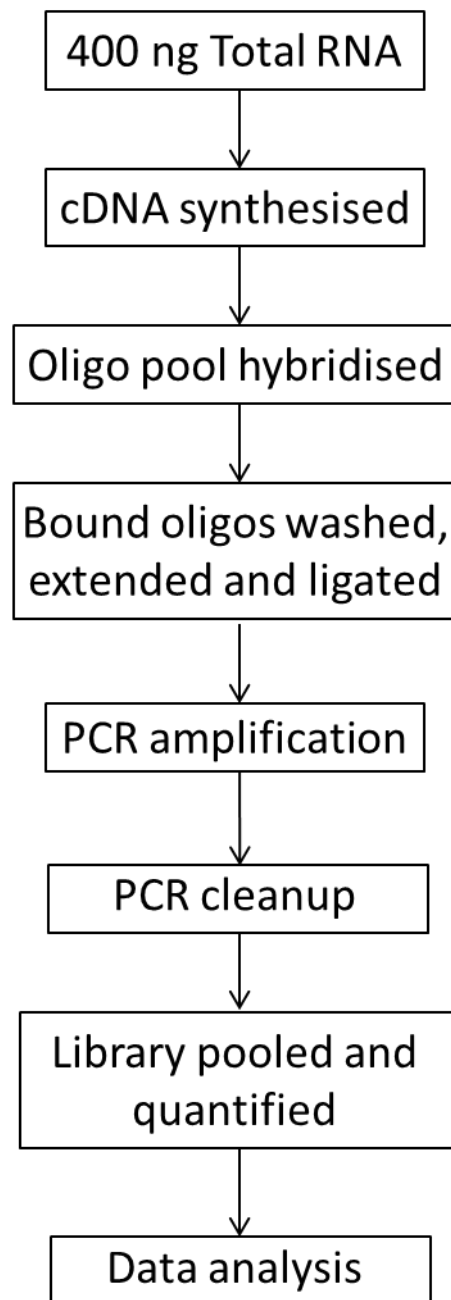 400 ng Total RNA
cDNA synthesised
Oligo pool hybridised
Bound oligos washed,
extended and ligated
PCR amplification
PCR cleanup
Library pooled and
quantified
Data analysis